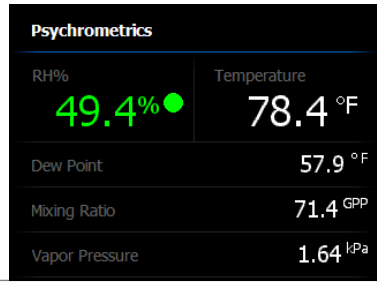 Psychrometrics
RH% Temperature
49.4% 78.4 °F
Dew Point 57.9 °F
Mixing Ratio 71.4 GPP
Vapor Pressure 1.64 kPa